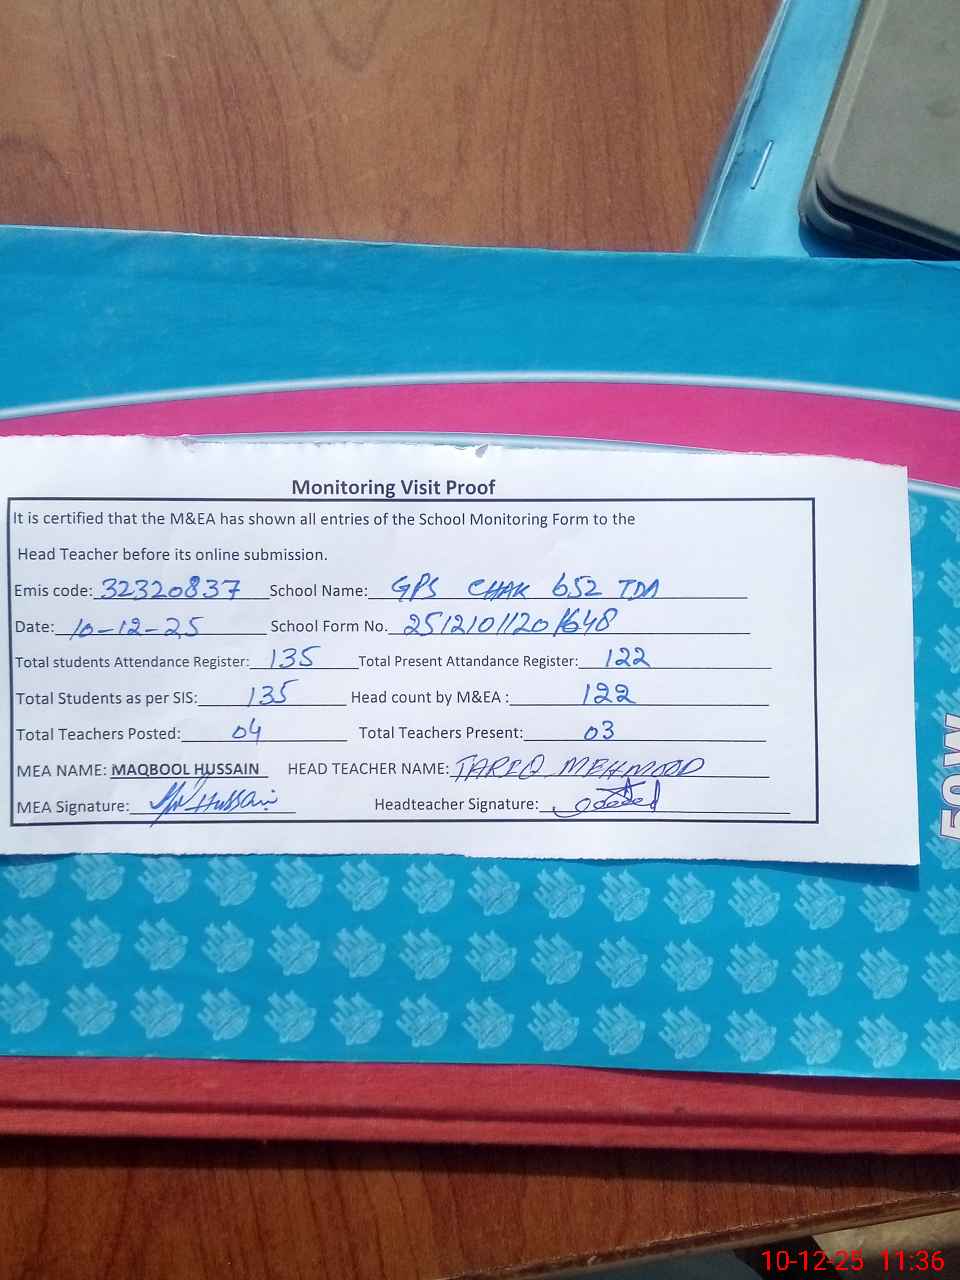 Monitoring Visit Proof
It is certified that the M&EA has shown all entries of the School Monitoring Form to the
Head Teacher before its online submission.
Emis code: 32320837 School Name: GPS CHAK 652 TDA
Date: 10-12-25 School Form No. 25121011201648
Total students Attendance Register: 135 Total Present Attandance Register: 122
Total Students as per SIS: 135 Head count by M&EA : 122
Total Teachers Posted: 04 Total Teachers Present: 03
MEA NAME: MAQBOOL HUSSAIN HEAD TEACHER NAME: TARIQ MEHMOOD
MEA Signature: Hussain Headteacher Signature:
50W
10-12-25 11:36